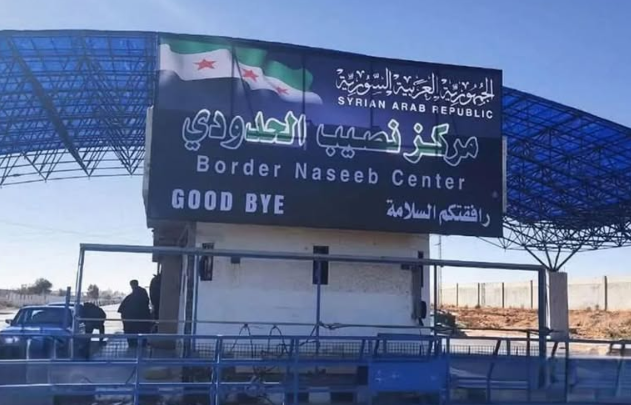 الجمهورية العربية السورية
SYRIAN ARAB REPUBLIC
مركز نصيب الحدودي
Border Naseeb Center
GOOD BYE رافقتكم السلامة